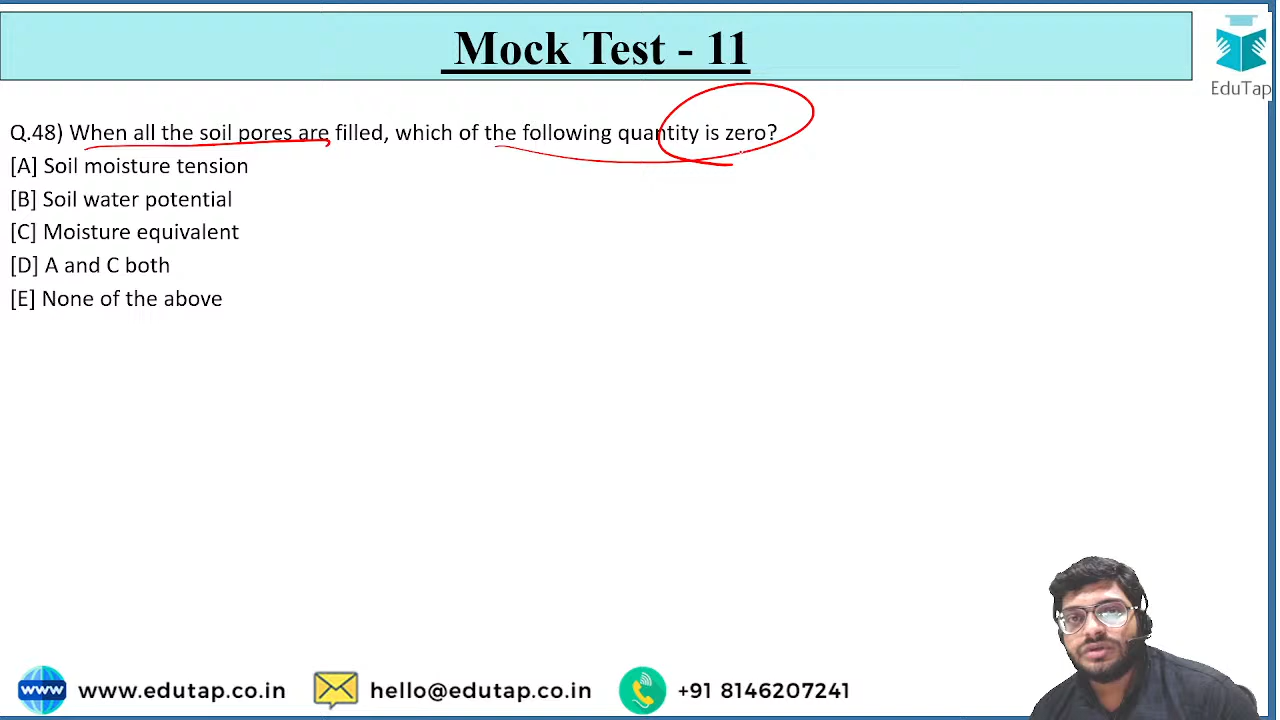 Mock Test - 11
EduTap
Q.48) When all the soil pores are filled, which of the following quantity is zero?
[A] Soil moisture tension
[B] Soil water potential
[C] Moisture equivalent
[D] A and C both
[E] None of the above
www www.edutap.co.in hello@edutap.co.in +91 8146207241